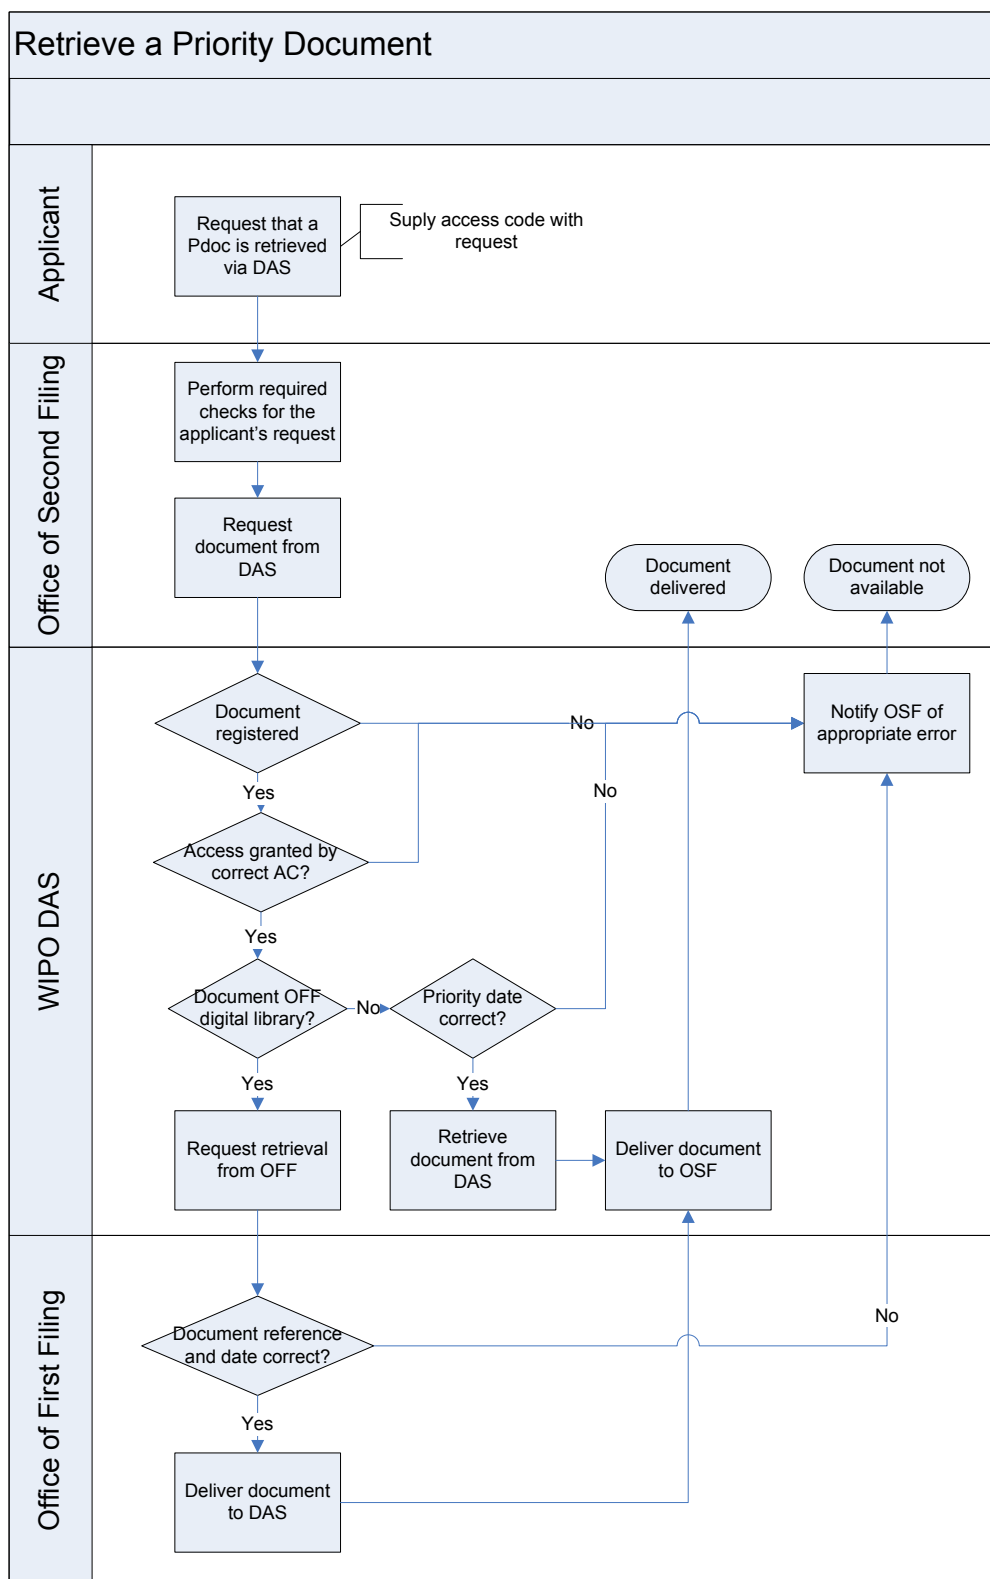 Retrieve a Priority Document
Applicant
Request that a
Pdoc is retrieved
via DAS
Suply access code with
request
Office of Second Filing
Perform required
checks for the
applicant's request
Request
document from
DAS
Document
delivered
Document not
available
WIPO DAS
Document
registered
No
Notify OSF of
appropriate error
Yes
No
Access granted by
correct AC?
Yes
Document OFF
digital library?
No
Priority date
correct?
Yes
Yes
Request retrieval
from OFF
Retrieve
document from
DAS
Deliver document
to OSF
Office of First Filing
Document reference
and date correct?
No
Yes
Deliver document
to DAS